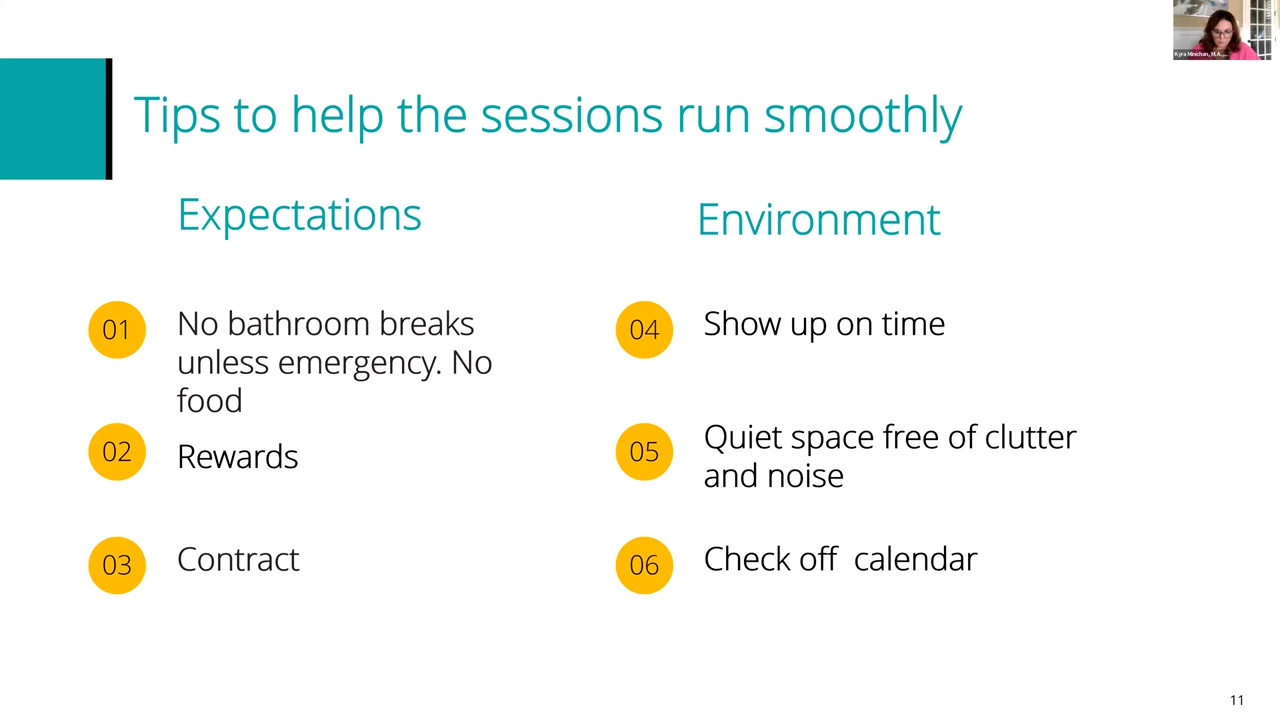 Kyra Minichan, M.A.,...
Tips to help the sessions run smoothly
Expectations
01
No bathroom breaks
unless emergency. No
food
02
Rewards
03
Contract
Environment
04
Show up on time
05
Quiet space free of clutter
and noise
06
Check off calendar
11